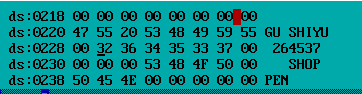 ds:0218 00 00 00 00 00 00 00 00
ds:0220 47 55 20 53 48 49 59 55 GU SHIYU
ds:0228 00 32 36 34 35 33 37 00  264537
ds:0230 00 00 00 53 48 4F 50 00    SHOP
ds:0238 50 45 4E 00 00 00 00 00 PEN